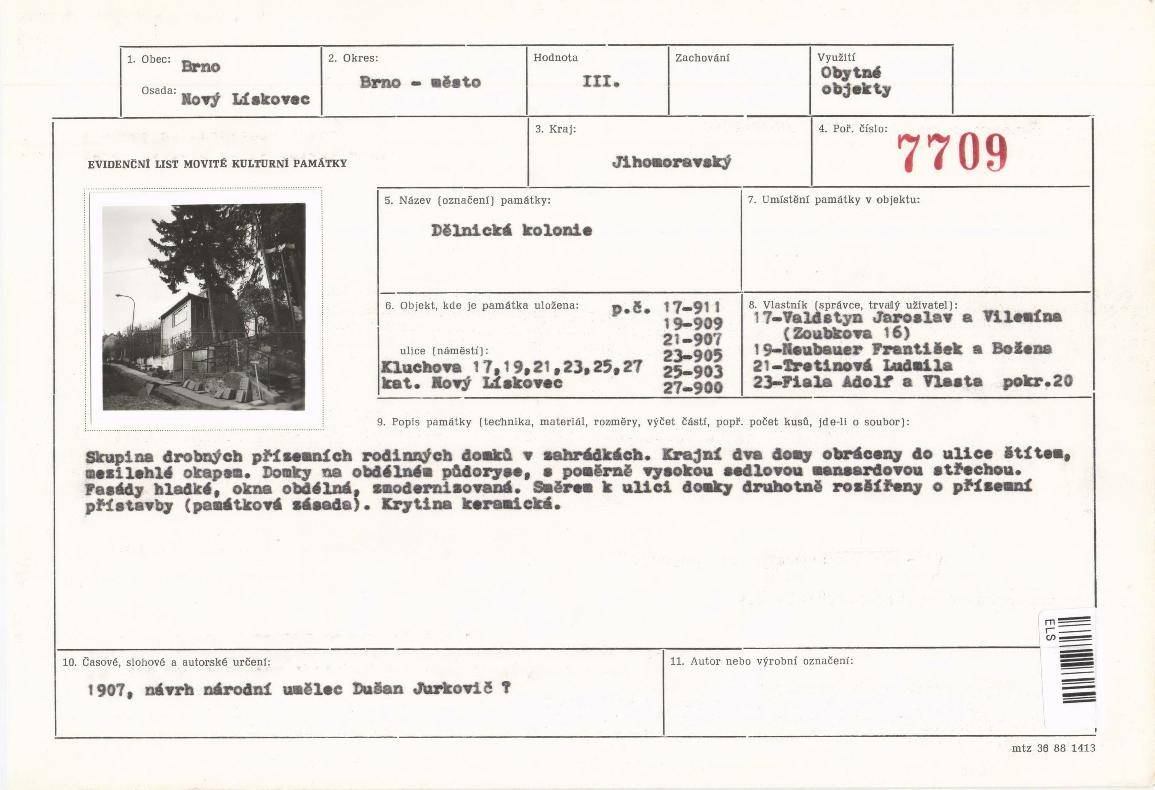 1. Obec: Brno
Osada: Nový Lískovec
2. Okres:
Brno - město
Hodnota
III.
Zachování
Využití
Obytné
objekty
EVIDENČNÍ LIST MOVITÉ KULTURNÍ PAMÁTKY
3. Kraj:
Jihomoravský
4. Poř. číslo:
7709
5. Název (označení) památky:
Dělnická kolonie
7. Umístění památky v objektu:
6. Objekt, kde je památka uložena: p.č. 17-911
19-909
21-907
ulice (náměstí): 23-905
Kluchova 17,19,21,23,25,27 25-903
kat. Nový Lískovec 27-900
8. Vlastník (správce, trvalý uživatel):
17-Valdstyn Jaroslav a Vilemína
(Zoubkova 16)
19-Neubauer František a Božena
21-Tretinová Ludmila
23-Fiala Adolf a Vlasta pokr.20
9. Popis památky (technika, materiál, rozměry, výčet částí, popř. počet kusů, jde-li o soubor):
Skupina drobných přízemních rodinných domků v zahrádkách. Krajní dva domy obráceny do ulice štítem,
mezilehlé okapem. Domky na obdélném půdoryse, s poměrně vysokou sedlovou mansardovou střechou.
Fasády hladké, okna obdélná, zmodernizovaná. Směrem k ulici domky druhotně rozšířeny o přízemní
přístavby (památková zásada). Krytina keramická.
ELS
10. Časové, slohové a autorské určení:
1907, návrh národní umělec Dušan Jurkovič ?
11. Autor nebo výrobní označení:
mtz 36 88 1413